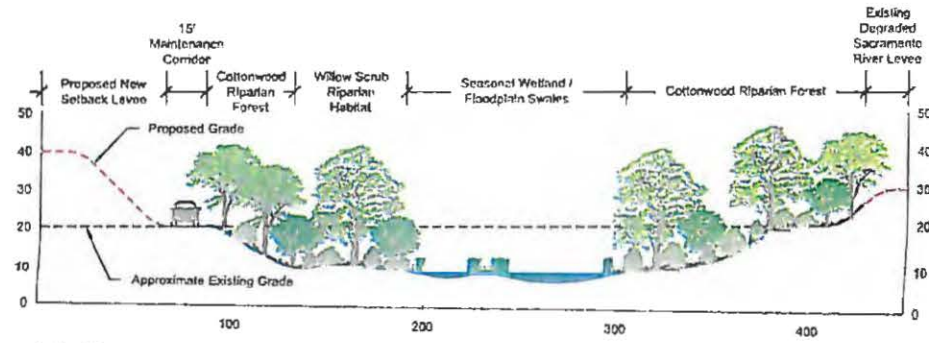 15'
Maintenance
Corridor
Existing
Degraded
Sacramento
River Levee
Proposed New
Setback Levee
Cottonwood
Riparian
Forest
Willow Scrub
Riparian
Habitat
Seasonal Wetland /
Floodplain Swales
Cottonwood Riparian Forest
50
40
30
20
10
0
Proposed Grade
Approximate Existing Grade
50
40
30
20
10
0
100
200
300
400